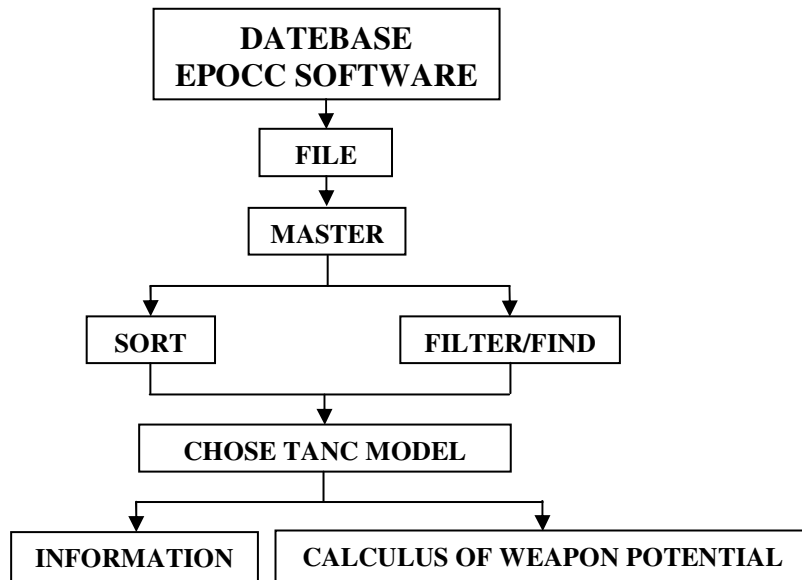 DATEBASE
EPOCC SOFTWARE
FILE
MASTER
SORT
FILTER/FIND
CHOSE TANC MODEL
INFORMATION
CALCULUS OF WEAPON POTENTIAL